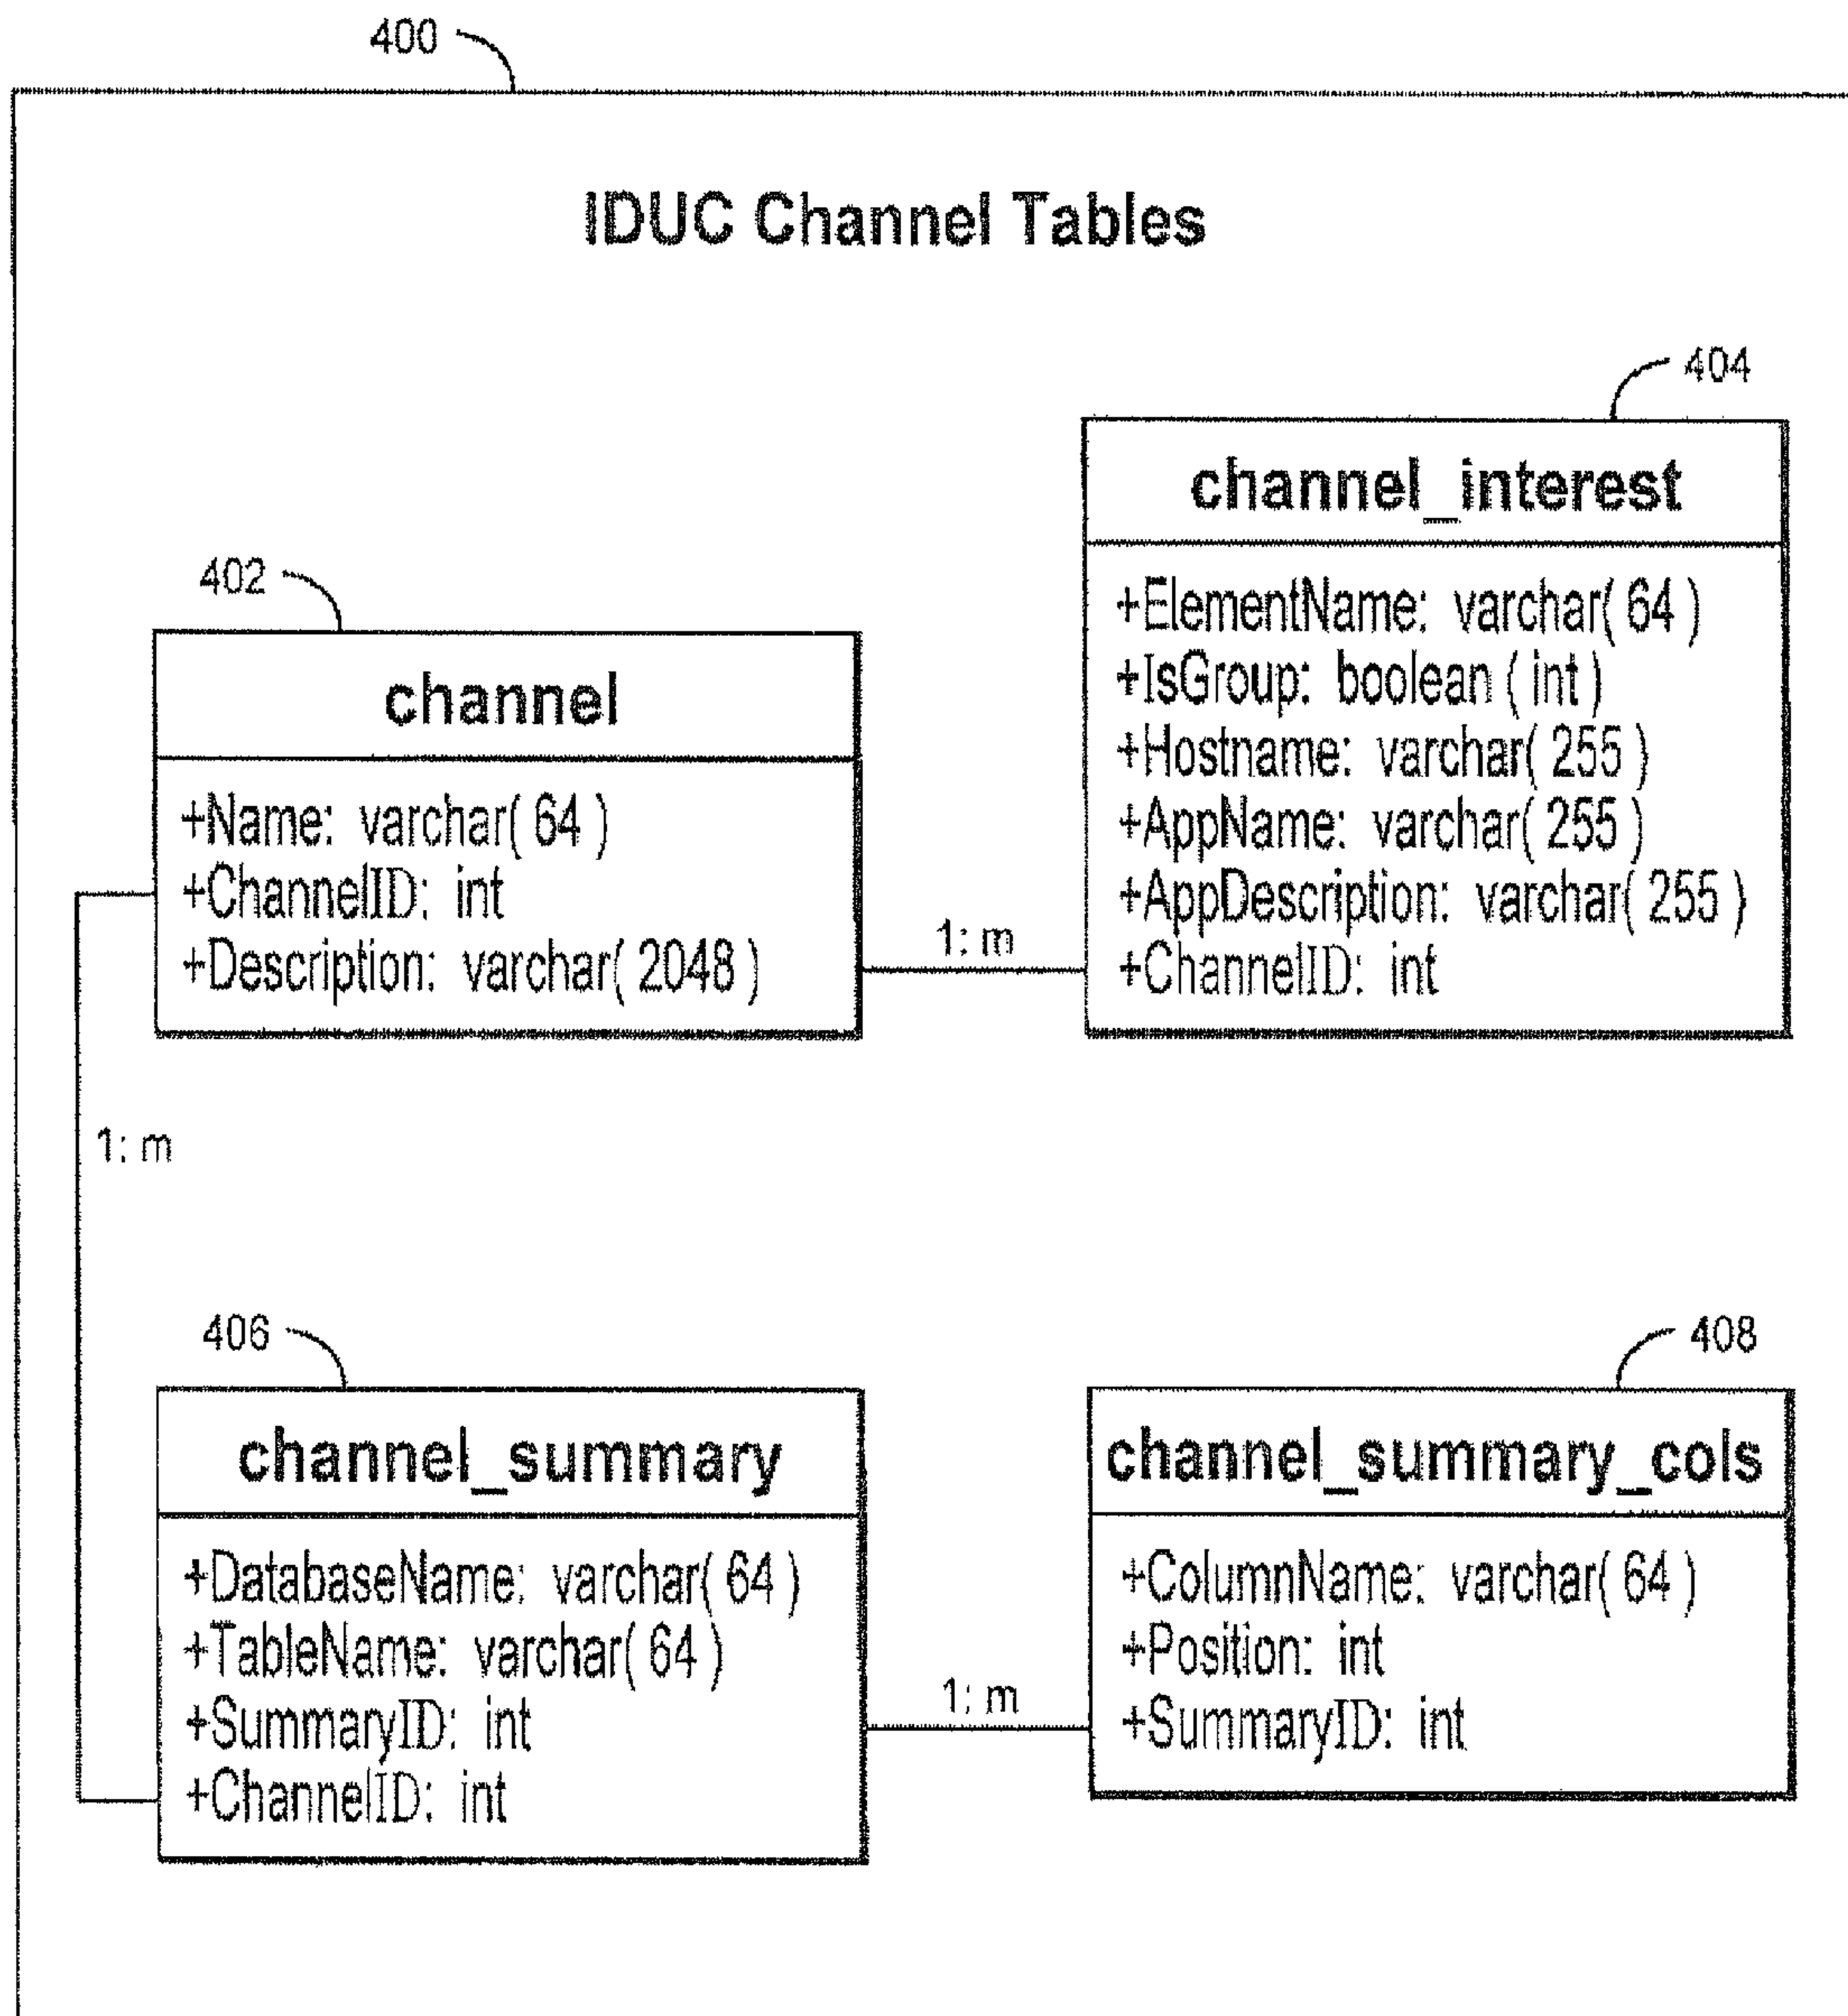 400
IDUC Channel Tables
404
channel_interest
+ElementName: varchar( 64 )
+IsGroup: boolean ( int )
+Hostname: varchar( 255 )
+AppName: varchar( 255 )
+AppDescription: varchar( 255 )
+ChannelID: int
402
channel
+Name: varchar( 64 )
+ChannelID: int
+Description: varchar( 2048 )
1: m
1: m
406
channel_summary
+DatabaseName: varchar( 64 )
+TableName: varchar( 64 )
+SummaryID: int
+ChannelID: int
1: m
408
channel_summary_cols
+ColumnName: varchar( 64 )
+Position: int
+SummaryID: int